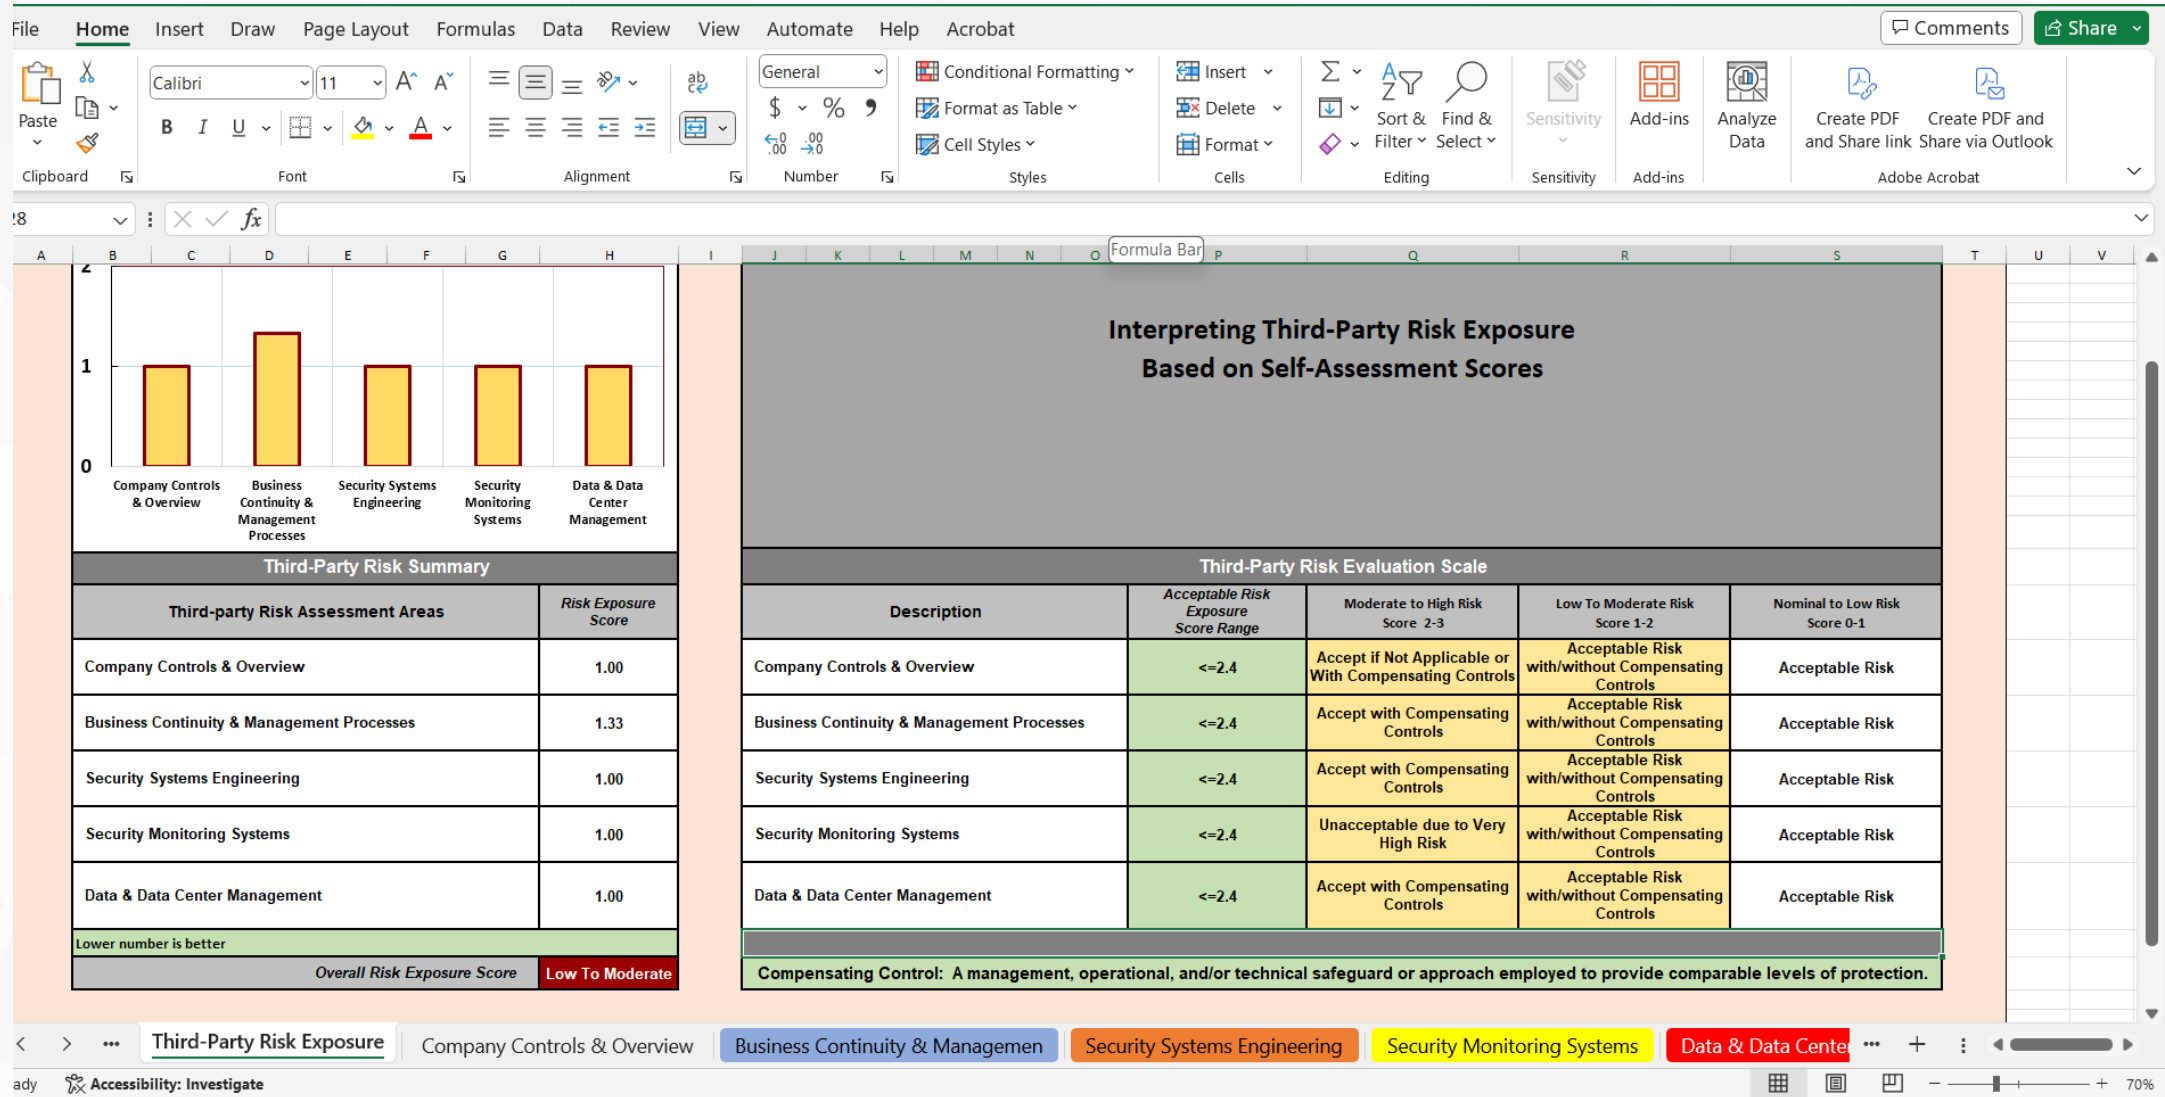 File Home Insert Draw Page Layout Formulas Data Review View Automate Help Acrobat Comments Share
Paste
Clipboard
Calibri 11
B I U
Font
ab
Alignment
General
$ % 9
Number
Conditional Formatting
Format as Table
Cell Styles
Styles
Insert
Delete
Format
Cells
Sort & Filter
Find & Select
Editing
Sensitivity
Sensitivity
Add-ins
Add-ins
Analyze Data
Create PDF and Share link
Create PDF and Share via Outlook
Adobe Acrobat
28 fx
Formula Bar
A B C D E F G H I J K L M N O P Q R S T U V
2
1
0
Company Controls
& Overview
Business
Continuity &
Management
Processes
Security Systems
Engineering
Security
Monitoring
Systems
Data & Data
Center
Management
Third-Party Risk Summary
Third-party Risk Assessment Areas
Risk Exposure
Score
Company Controls & Overview 1.00
Business Continuity & Management Processes 1.33
Security Systems Engineering 1.00
Security Monitoring Systems 1.00
Data & Data Center Management 1.00
Lower number is better
Overall Risk Exposure Score Low To Moderate
Interpreting Third-Party Risk Exposure
Based on Self-Assessment Scores
Third-Party Risk Evaluation Scale
Description
Acceptable Risk
Exposure
Score Range
Moderate to High Risk
Score 2-3
Low To Moderate Risk
Score 1-2
Nominal to Low Risk
Score 0-1
Company Controls & Overview
<=2.4
Accept if Not Applicable or
With Compensating Controls
Acceptable Risk
with/without Compensating
Controls
Acceptable Risk
Business Continuity & Management Processes
<=2.4
Accept with Compensating
Controls
Acceptable Risk
with/without Compensating
Controls
Acceptable Risk
Security Systems Engineering
<=2.4
Accept with Compensating
Controls
Acceptable Risk
with/without Compensating
Controls
Acceptable Risk
Security Monitoring Systems
<=2.4
Unacceptable due to Very
High Risk
Acceptable Risk
with/without Compensating
Controls
Acceptable Risk
Data & Data Center Management
<=2.4
Accept with Compensating
Controls
Acceptable Risk
with/without Compensating
Controls
Acceptable Risk
Compensating Control: A management, operational, and/or technical safeguard or approach employed to provide comparable levels of protection.
Third-Party Risk Exposure Company Controls & Overview Business Continuity & Managemen Security Systems Engineering Security Monitoring Systems Data & Data Center
ady Accessibility: Investigate 70%